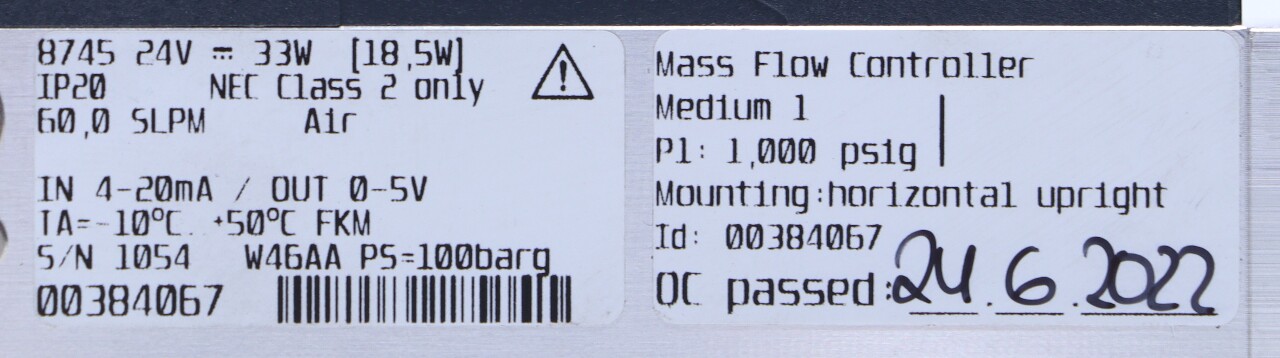 8745 24V ⎓ 33W [18,5W]
IP20 NEC Class 2 only
60,0 SLPM Air
IN 4-20mA / OUT 0-5V
TA=-10°C.. +50°C FKM
S/N 1054 W46AA PS=100barg
00384067
Mass Flow Controller
Medium 1
P1: 1,000 psig
Mounting:horizontal upright
Id: 00384067
QC passed: 24.6.2022